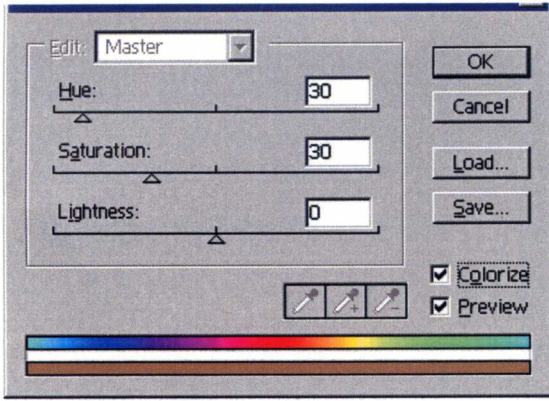 Edit: Master
OK
Hue: 30
Cancel
Saturation: 30
Load...
Lightness: 0
Save...
Colorize
Preview